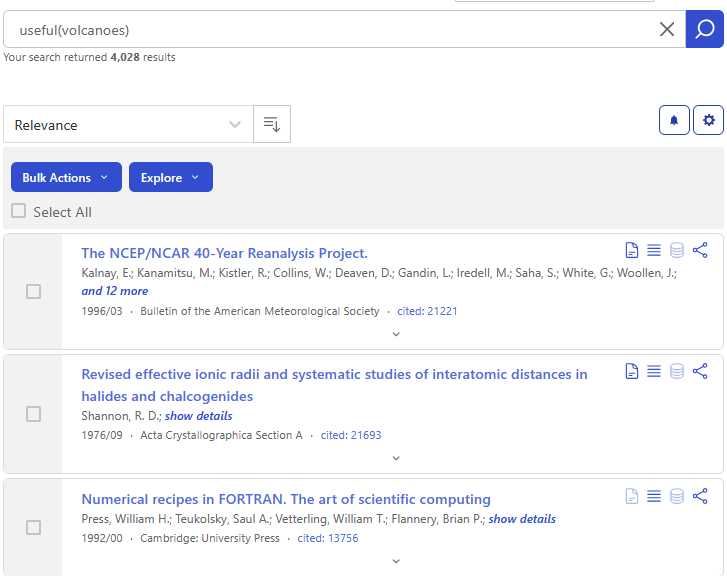 useful(volcanoes)
Your search returned 4,028 results
Relevance
Bulk Actions
Explore
Select All
The NCEP/NCAR 40-Year Reanalysis Project.
Kalnay, E.; Kanamitsu, M.; Kistler, R.; Collins, W.; Deaven, D.; Gandin, L.; Iredell, M.; Saha, S.; White, G.; Woollen, J.;
and 12 more
1996/03 · Bulletin of the American Meteorological Society · cited: 21221
Revised effective ionic radii and systematic studies of interatomic distances in
halides and chalcogenides
Shannon, R. D.; show details
1976/09 · Acta Crystallographica Section A · cited: 21693
Numerical recipes in FORTRAN. The art of scientific computing
Press, William H.; Teukolsky, Saul A.; Vetterling, William T.; Flannery, Brian P.; show details
1992/00 · Cambridge: University Press · cited: 13756